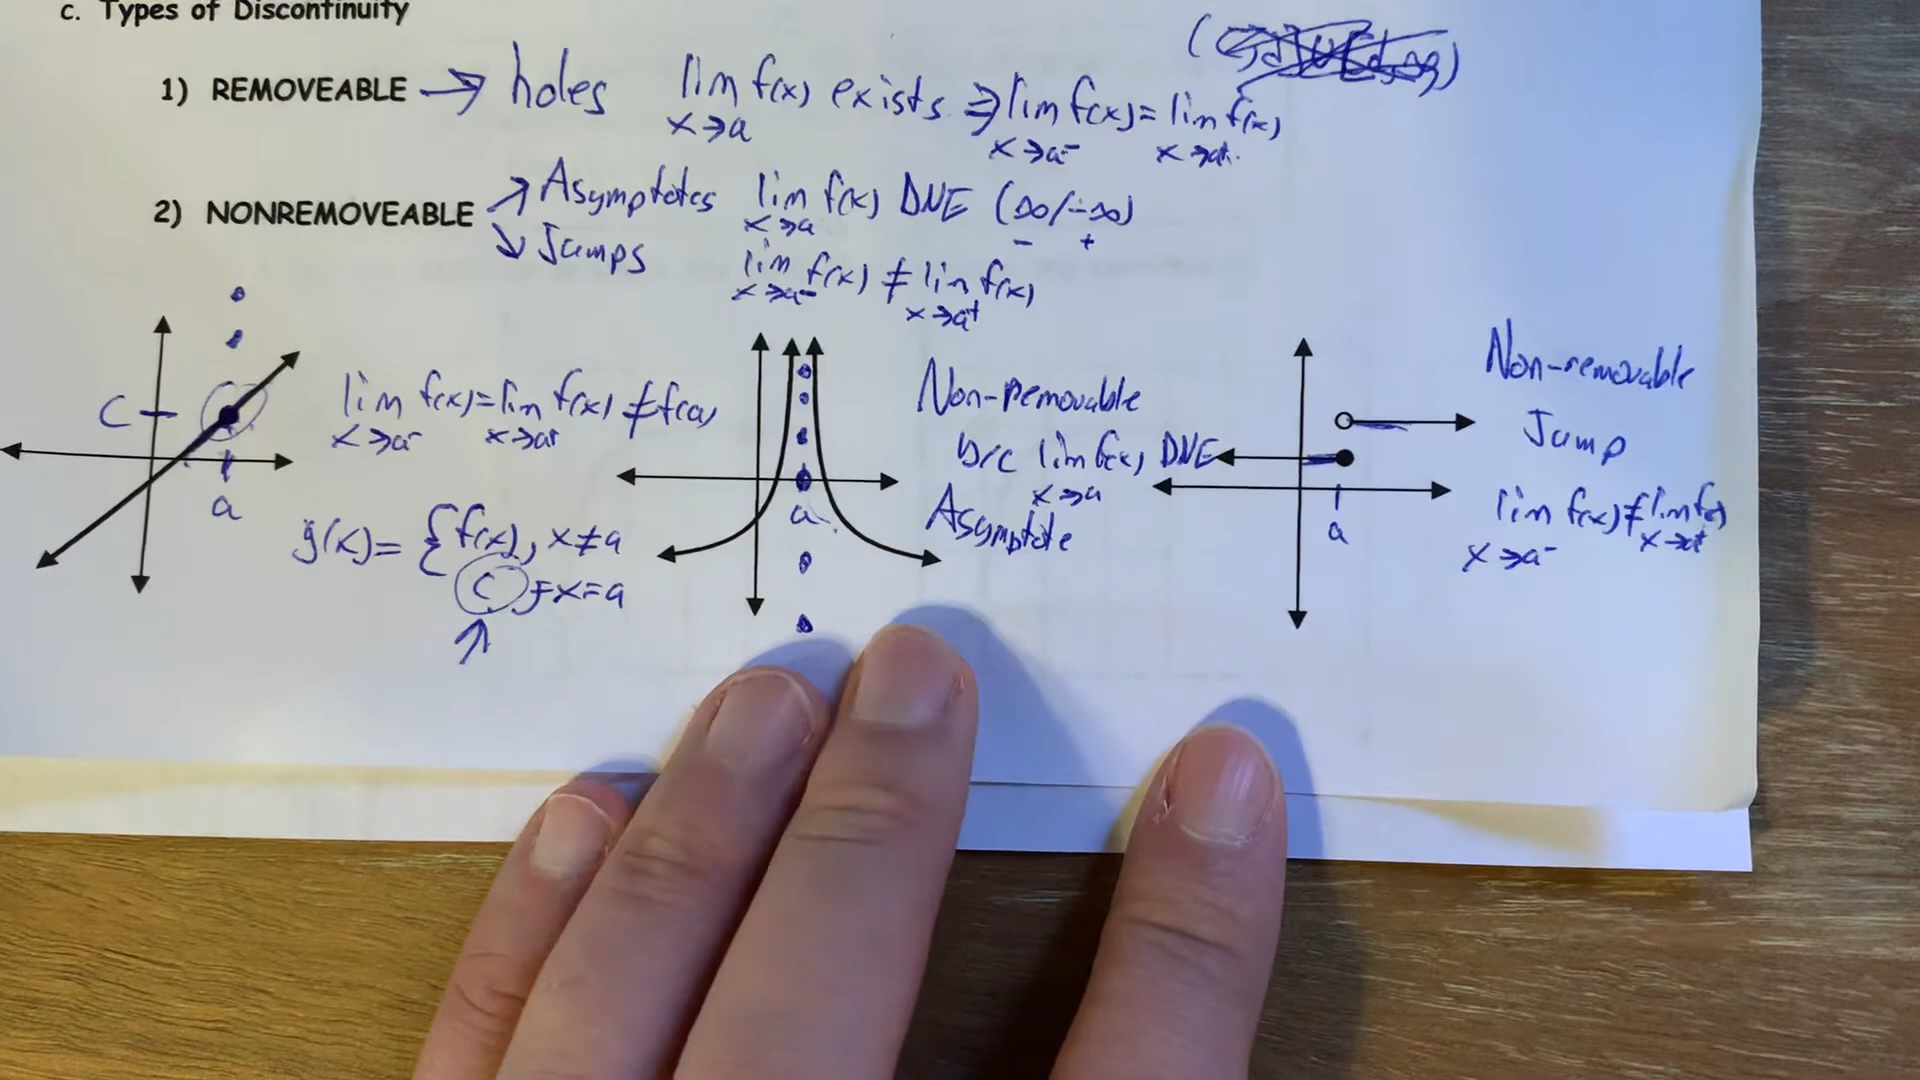 c. Types of Discontinuity
1) REMOVEABLE → holes lim x→a f(x) exists ⇒ lim x→a⁻ f(x) = lim x→a⁺ f(x)
2) NONREMOVEABLE ↗ Asymptotes lim x→a f(x) DNE (∞/-∞)
- +
↘ Jumps lim x→a⁻ f(x) ≠ lim x→a⁺ f(x)
C
a
lim x→a⁻ f(x) = lim x→a⁺ f(x) ≠ f(a)
g(x) = { f(x), x≠a
C, x=a
↑
a
Non-Removable
b/c lim x→a f(x) DNE
Asymptote
a
Non-removable
Jump
lim x→a⁻ f(x) ≠ lim x→a⁺ f(x)